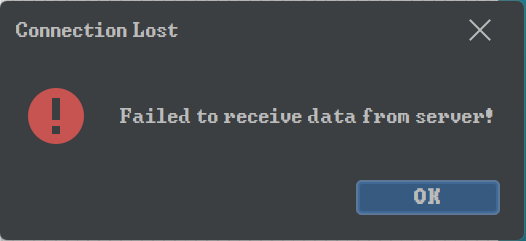 Connection Lost
Failed to receive data from server!
OK